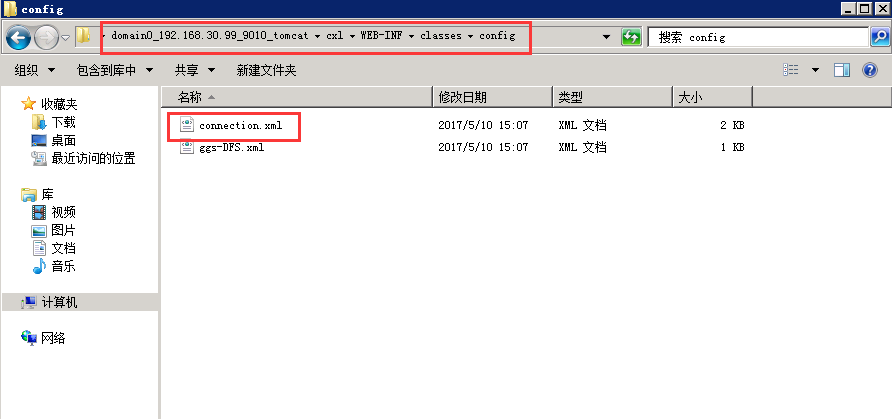 config
domain0_192.168.30.99_9010_tomcat cxl WEB-INF classes config
搜索 config
组织 包含到库中 共享 新建文件夹
名称 修改日期 类型 大小
connection.xml 2017/5/10 15:07 XML 文档 2 KB
ggs-DFS.xml 2017/5/10 15:07 XML 文档 1 KB
收藏夹
下载
桌面
最近访问的位置
库
视频
图片
文档
音乐
计算机
网络